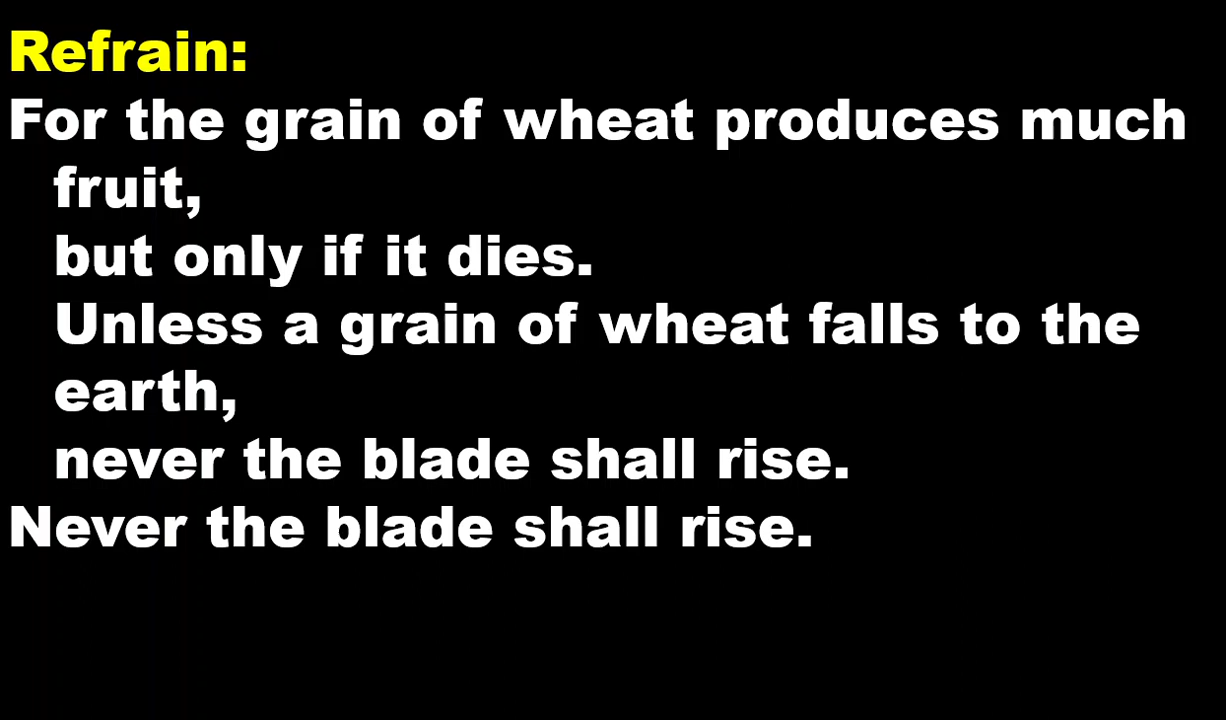 Refrain:
For the grain of wheat produces much
fruit,
but only if it dies.
Unless a grain of wheat falls to the
earth,
never the blade shall rise.
Never the blade shall rise.